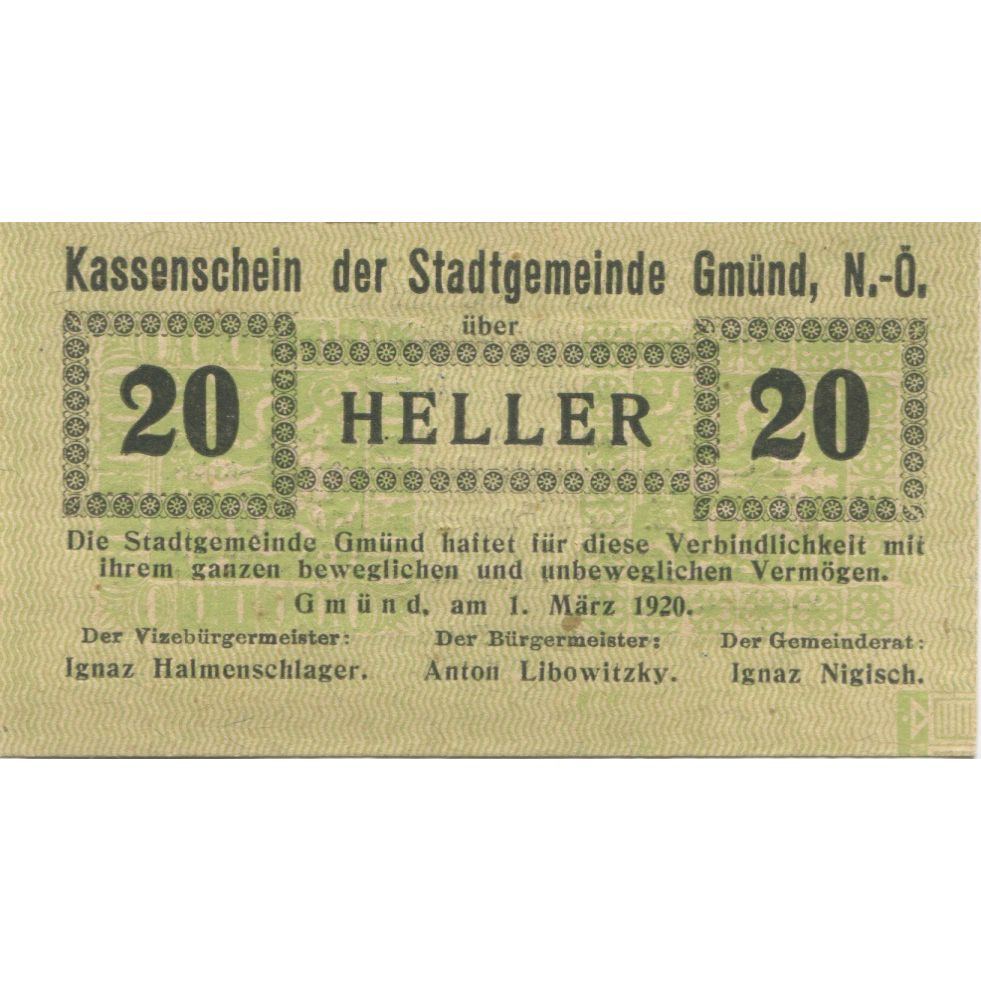 Kassenschein der Stadtgemeinde Gmünd, N.-Ö.
über
20 HELLER 20
Die Stadtgemeinde Gmünd haftet für diese Verbindlichkeit mit
ihrem ganzen beweglichen und unbeweglichen Vermögen.
Gmünd, am 1. März 1920.
Der Vizebürgermeister: Der Bürgermeister: Der Gemeinderat:
Ignaz Halmenschlager. Anton Libowitzky. Ignaz Nigisch.